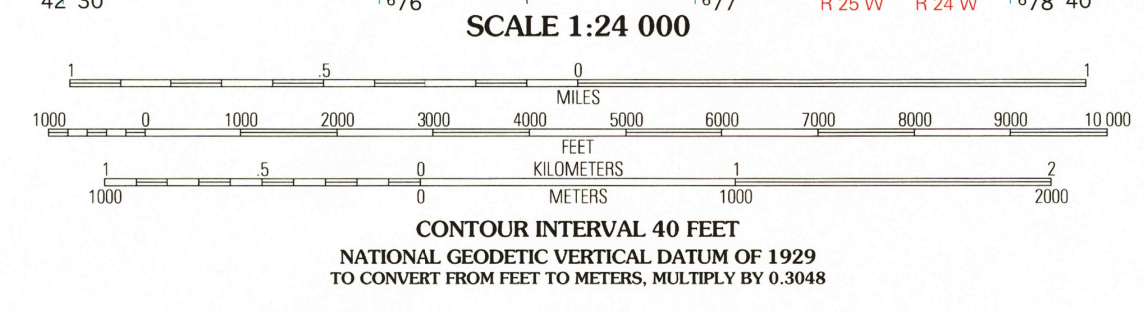 42'30" ⁶76 ⁶77 R 25 W R 24 W ⁶78 40'
SCALE 1:24 000
1 .5 0 1
MILES
1000 0 1000 2000 3000 4000 5000 6000 7000 8000 9000 10 000
FEET
1 .5 0 KILOMETERS 1 2
1000 0 METERS 1000 2000
CONTOUR INTERVAL 40 FEET
NATIONAL GEODETIC VERTICAL DATUM OF 1929
TO CONVERT FROM FEET TO METERS, MULTIPLY BY 0.3048